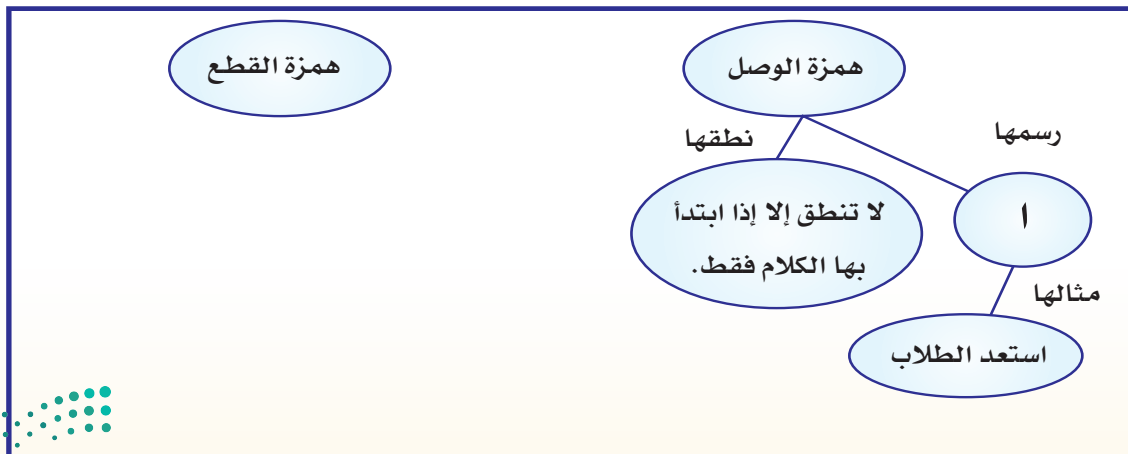 همزة الوصل
همزة القطع
رسمها
نطقها
ا
لا تنطق إلا إذا ابتدأ
بها الكلام فقط.
مثالها
استعد الطلاب